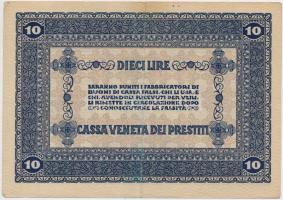 10 10
DIECI LIRE
SARANNO PUNITI I FABBRICATORI DI
BUONI DI CASSA FALSI, CHI LI USA, E
CHI AVENDOLI RICEVUTI PER VERI,
LI RIMETTE IN CIRCOLAZIONE DOPO
CONOSCIUTANE LA FALSITÀ
CASSA VENETA DEI PRESTITI
10 10